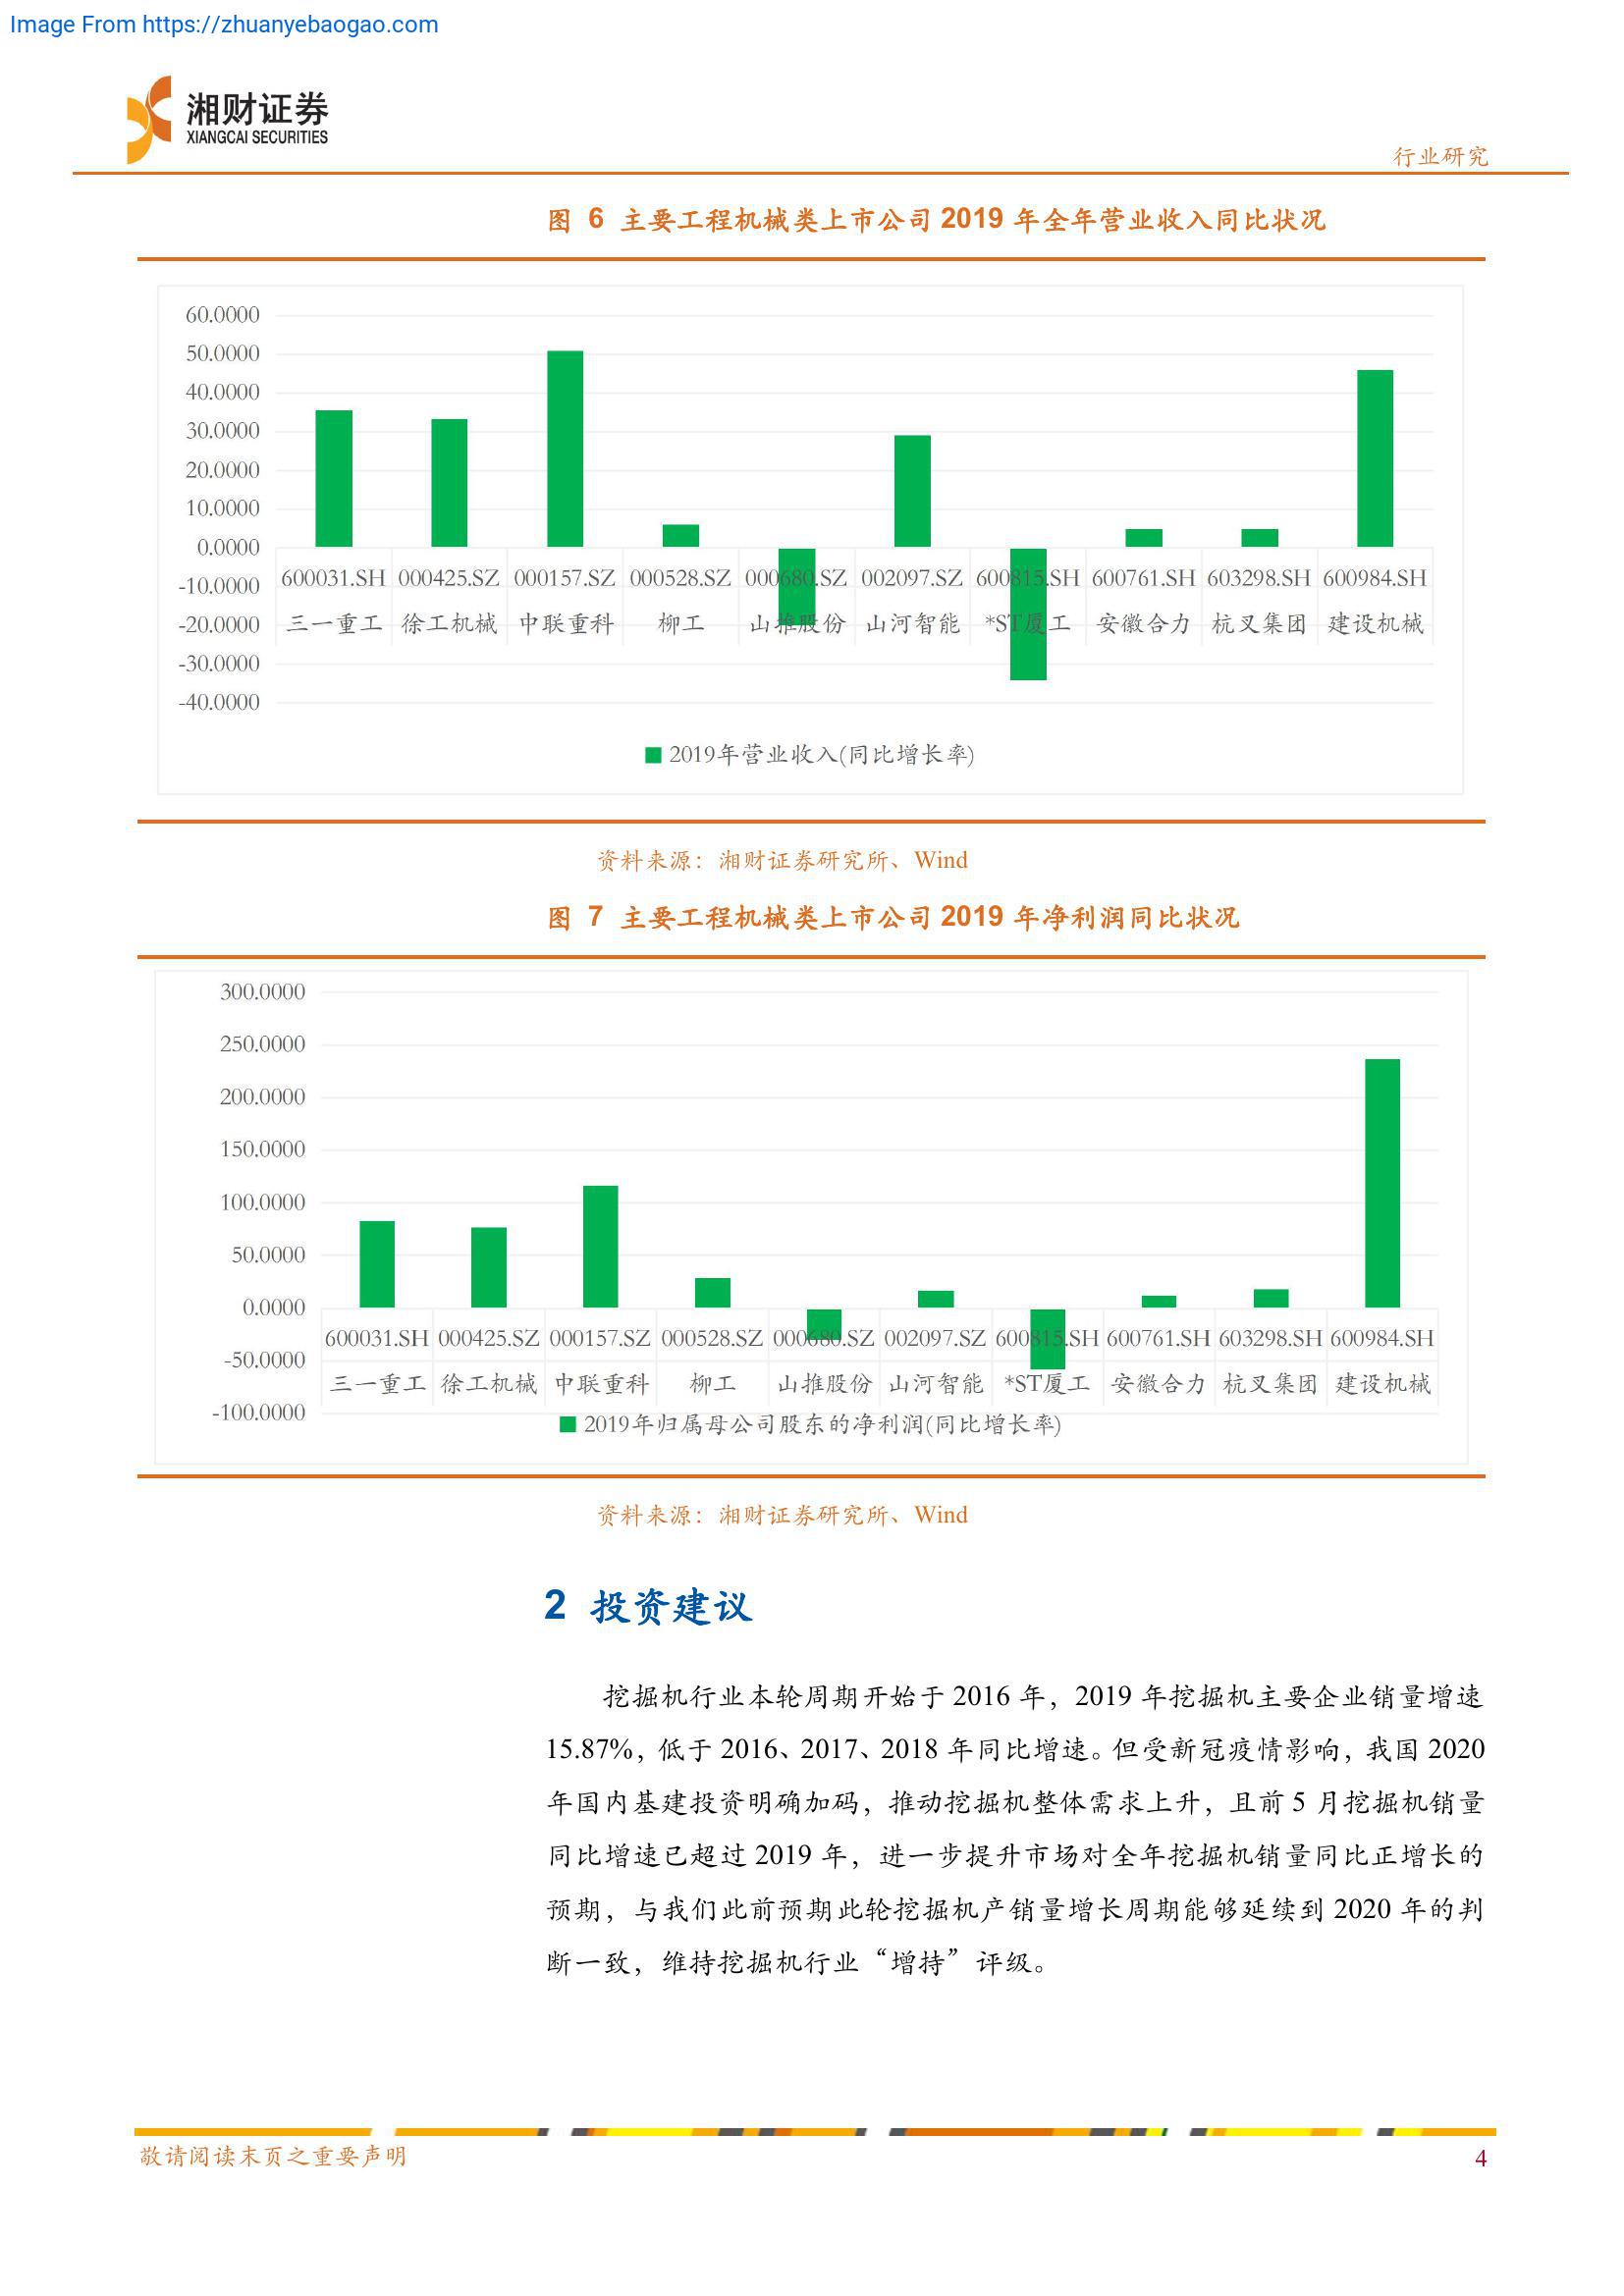 Image From https://zhuanyebaogao.com
湘财证券
XIANGCAI SECURITIES
行业研究
图 6 主要工程机械类上市公司 2019 年全年营业收入同比状况
60.0000
50.0000
40.0000
30.0000
20.0000
10.0000
0.0000
-10.0000
-20.0000
-30.0000
-40.0000
600031.SH 000425.SZ 000157.SZ 000528.SZ 000680.SZ 002097.SZ 600815.SH 600761.SH 603298.SH 600984.SH
三一重工 徐工机械 中联重科 柳工 山推股份 山河智能 *ST厦工 安徽合力 杭叉集团 建设机械
2019年营业收入(同比增长率)
资料来源：湘财证券研究所、Wind
图 7 主要工程机械类上市公司 2019 年净利润同比状况
300.0000
250.0000
200.0000
150.0000
100.0000
50.0000
0.0000
-50.0000
-100.0000
600031.SH 000425.SZ 000157.SZ 000528.SZ 000680.SZ 002097.SZ 600815.SH 600761.SH 603298.SH 600984.SH
三一重工 徐工机械 中联重科 柳工 山推股份 山河智能 *ST厦工 安徽合力 杭叉集团 建设机械
2019年归属母公司股东的净利润(同比增长率)
资料来源：湘财证券研究所、Wind
2 投资建议
挖掘机行业本轮周期开始于 2016 年，2019 年挖掘机主要企业销量增速
15.87%，低于 2016、2017、2018 年同比增速。但受新冠疫情影响，我国 2020
年国内基建投资明确加码，推动挖掘机整体需求上升，且前 5 月挖掘机销量
同比增速已超过 2019 年，进一步提升市场对全年挖掘机销量同比正增长的
预期，与我们此前预期此轮挖掘机产销量增长周期能够延续到 2020 年的判
断一致，维持挖掘机行业“增持”评级。
敬请阅读末页之重要声明
4